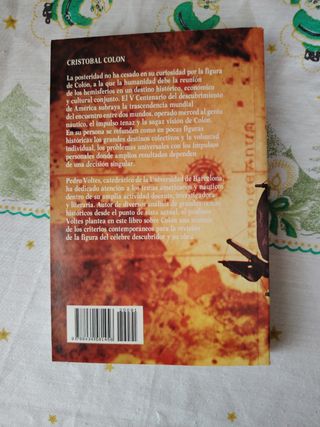 CRISTOBAL COLON
La posteridad no ha cesado en su curiosidad por la figura
de Colón, a la que la humanidad debe la reunión
de los hemisferios en un destino histórico, económico
y cultural conjunto. El V Centenario del descubrimiento
de América subraya la trascendencia mundial
del encuentro entre dos mundos, operado merced al genio
náutico, el impulso tenaz y la sagaz visión de Colón.
En su persona se refunden como en pocas figuras
históricas los grandes destinos colectivos y la voluntad
individual, los problemas universales con los impulsos
personales donde amplios resultados dependen
de una decisión singular.
Pedro Voltes, catedrático de la Universidad de Barcelona,
ha dedicado atención a los temas americanos y náuticos
dentro de su amplia actividad docente, investigadora
y literaria. Autor de diversos análisis de grandes temas
históricos desde el punto de vista actual, el profesor
Voltes plantea en este libro sobre Colón una muestra
de los criterios contemporáneos para la revisión
de la figura del célebre descubridor y su obra.